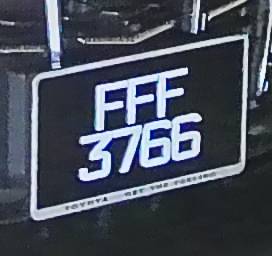 FFF
3766
TOYOTA GET THE FEELING